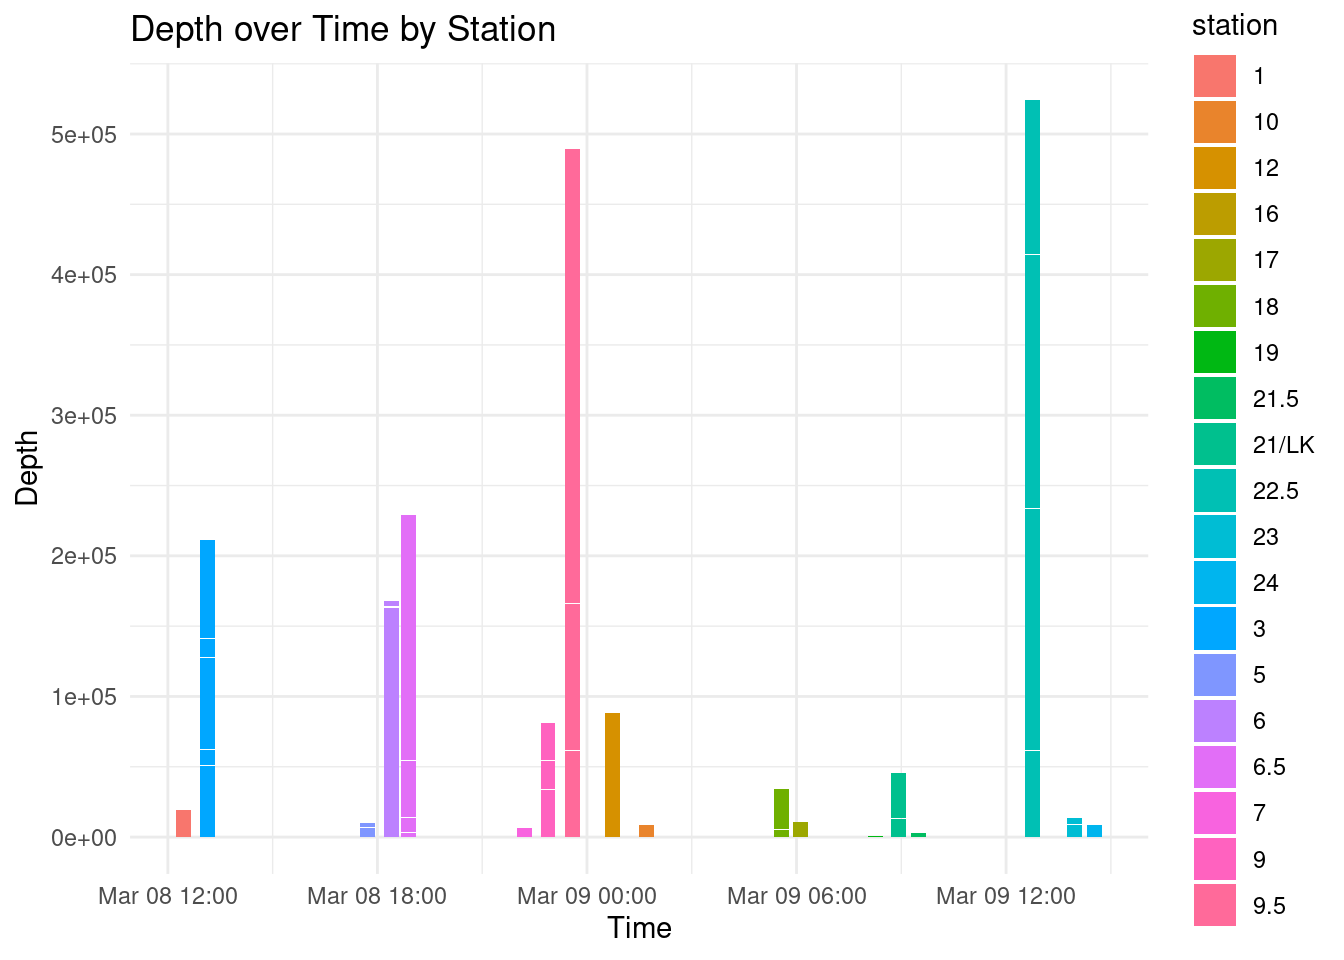 Depth over Time by Station
station
1
10
12
16
17
18
19
21.5
21/LK
22.5
23
24
3
5
6
6.5
7
9
9.5
Depth
5e+05
4e+05
3e+05
2e+05
1e+05
0e+00
Mar 08 12:00
Mar 08 18:00
Mar 09 00:00
Mar 09 06:00
Mar 09 12:00
Time